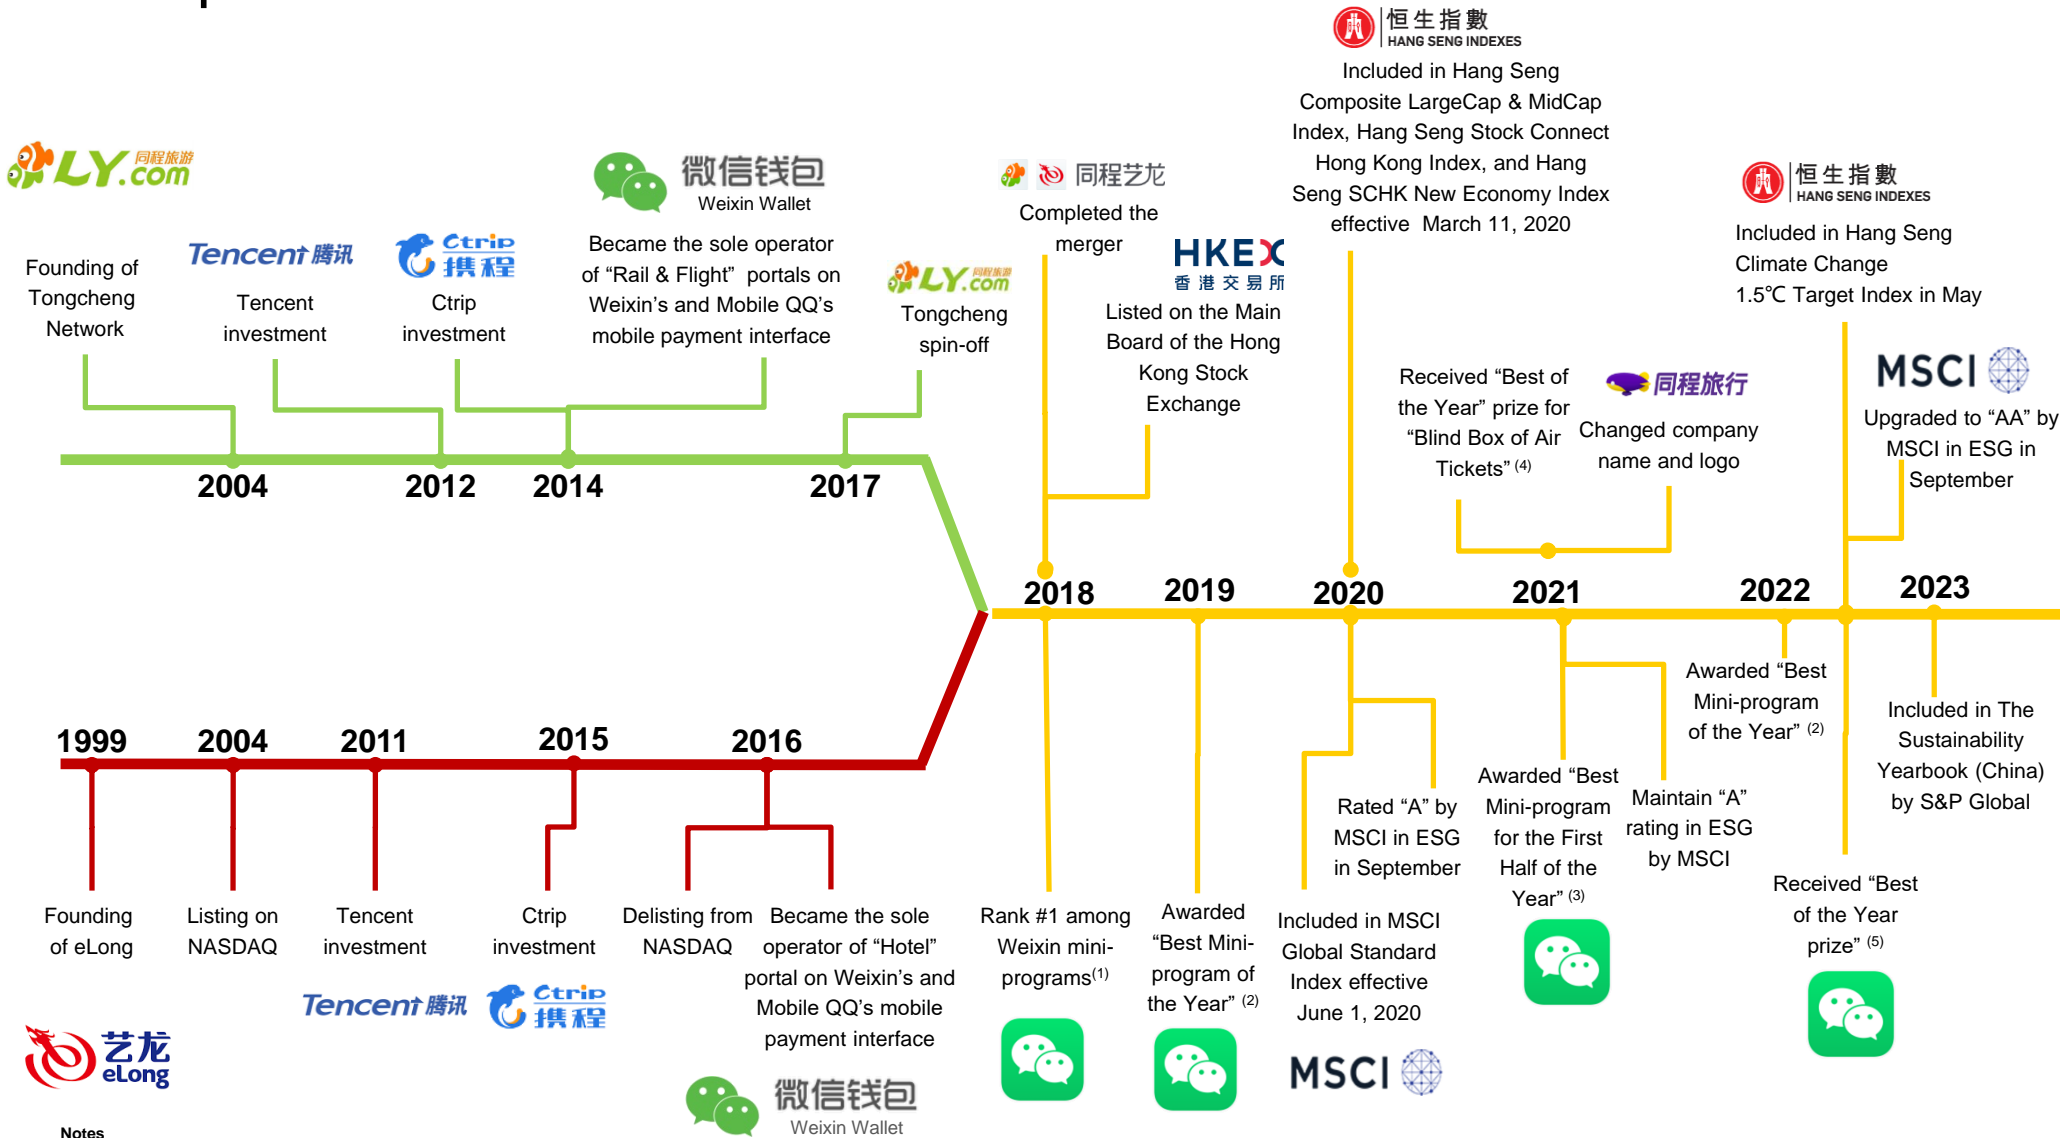 恒生指數
HANG SENG INDEXES
Included in Hang Seng
Composite LargeCap & MidCap
Index, Hang Seng Stock Connect
Hong Kong Index, and Hang
Seng SCHK New Economy Index
effective March 11, 2020
LY.com
同程旅游
Founding of
Tongcheng
Network
Tencent 腾讯
Tencent
investment
Ctrip
携程
Ctrip
investment
微信钱包
Weixin Wallet
Became the sole operator
of “Rail & Flight” portals on
Weixin’s and Mobile QQ’s
mobile payment interface
LY.com
同程旅游
Tongcheng
spin-off
同程艺龙
Completed the
merger
HKEX
香港交易所
Listed on the Main
Board of the Hong
Kong Stock
Exchange
Received “Best of
the Year” prize for
“Blind Box of Air
Tickets” (4)
同程旅行
Changed company
name and logo
恒生指數
HANG SENG INDEXES
Included in Hang Seng
Climate Change
1.5℃ Target Index in May
MSCI
Upgraded to “AA” by
MSCI in ESG in
September
2004
2012
2014
2017
2018
2019
2020
2021
2022
2023
1999
2004
2011
2015
2016
Founding
of eLong
艺龙
eLong
Listing on
NASDAQ
Tencent
investment
Tencent 腾讯
Ctrip
investment
Ctrip
携程
Delisting from
NASDAQ
Became the sole
operator of “Hotel”
portal on Weixin’s and
Mobile QQ’s mobile
payment interface
微信钱包
Weixin Wallet
Rank #1 among
Weixin mini-
programs(1)
Awarded
“Best Mini-
program of
the Year” (2)
Included in MSCI
Global Standard
Index effective
June 1, 2020
MSCI
Rated “A” by
MSCI in ESG
in September
Awarded “Best
Mini-program
for the First
Half of the
Year” (3)
Maintain “A”
rating in ESG
by MSCI
Awarded “Best
Mini-program
of the Year” (2)
Received “Best
of the Year
prize” (5)
Included in The
Sustainability
Yearbook (China)
by S&P Global
Notes